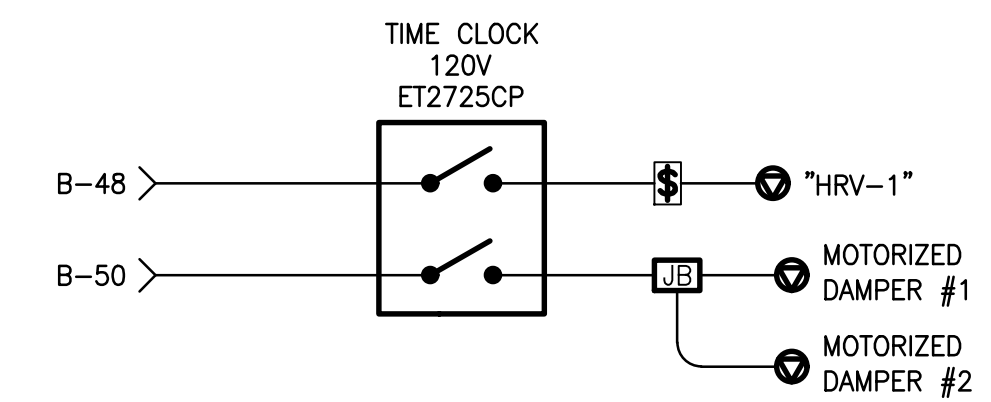 TIME CLOCK
120V
ET2725CP
B-48
$
"HRV-1"
B-50
JB
MOTORIZED
DAMPER #1
MOTORIZED
DAMPER #2